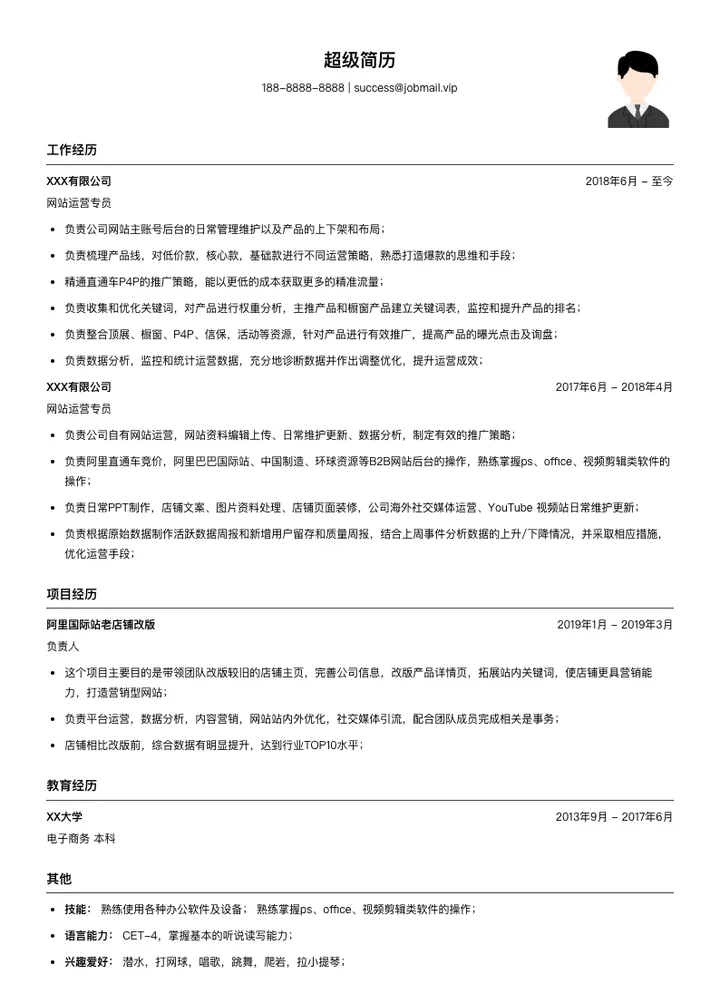 超级简历
188-8888-8888 | success@jobmail.vip
工作经历
XXX有限公司 2018年6月 - 至今
网站运营专员
• 负责公司网站主账号后台的日常管理维护以及产品的上下架和布局；
• 负责梳理产品线，对低价款，核心款，基础款进行不同运营策略，熟悉打造爆款的思维和手段；
• 精通直通车P4P的推广策略，能以更低的成本获取更多的精准流量；
• 负责收集和优化关键词，对产品进行权重分析，主推产品和橱窗产品建立关键词表，监控和提升产品的排名；
• 负责整合顶展、橱窗、P4P、信保，活动等资源，针对产品进行有效推广，提高产品的曝光点击及询盘；
• 负责数据分析，监控和统计运营数据，充分地诊断数据并作出调整优化，提升运营成效；
XXX有限公司 2017年6月 - 2018年4月
网站运营专员
• 负责公司自有网站运营，网站资料编辑上传、日常维护更新、数据分析，制定有效的推广策略；
• 负责阿里直通车竞价，阿里巴巴国际站、中国制造、环球资源等B2B网站后台的操作，熟练掌握ps、office、视频剪辑类软件的
操作；
• 负责日常PPT制作，店铺文案、图片资料处理、店铺页面装修，公司海外社交媒体运营、YouTube 视频站日常维护更新；
• 负责根据原始数据制作活跃数据周报和新增用户留存和质量周报，结合上周事件分析数据的上升/下降情况，并采取相应措施，
优化运营手段；
项目经历
阿里国际站老店铺改版 2019年1月 - 2019年3月
负责人
• 这个项目主要目的是带领团队改版较旧的店铺主页，完善公司信息，改版产品详情页，拓展站内关键词，使店铺更具营销能
力，打造营销型网站；
• 负责平台运营，数据分析，内容营销，网站站内外优化，社交媒体引流，配合团队成员完成相关是事务；
• 店铺相比改版前，综合数据有明显提升，达到行业TOP10水平；
教育经历
XX大学 2013年9月 - 2017年6月
电子商务 本科
其他
• 技能： 熟练使用各种办公软件及设备； 熟练掌握ps、office、视频剪辑类软件的操作；
• 语言能力： CET-4，掌握基本的听说读写能力；
• 兴趣爱好： 潜水，打网球，唱歌，跳舞，爬岩，拉小提琴；